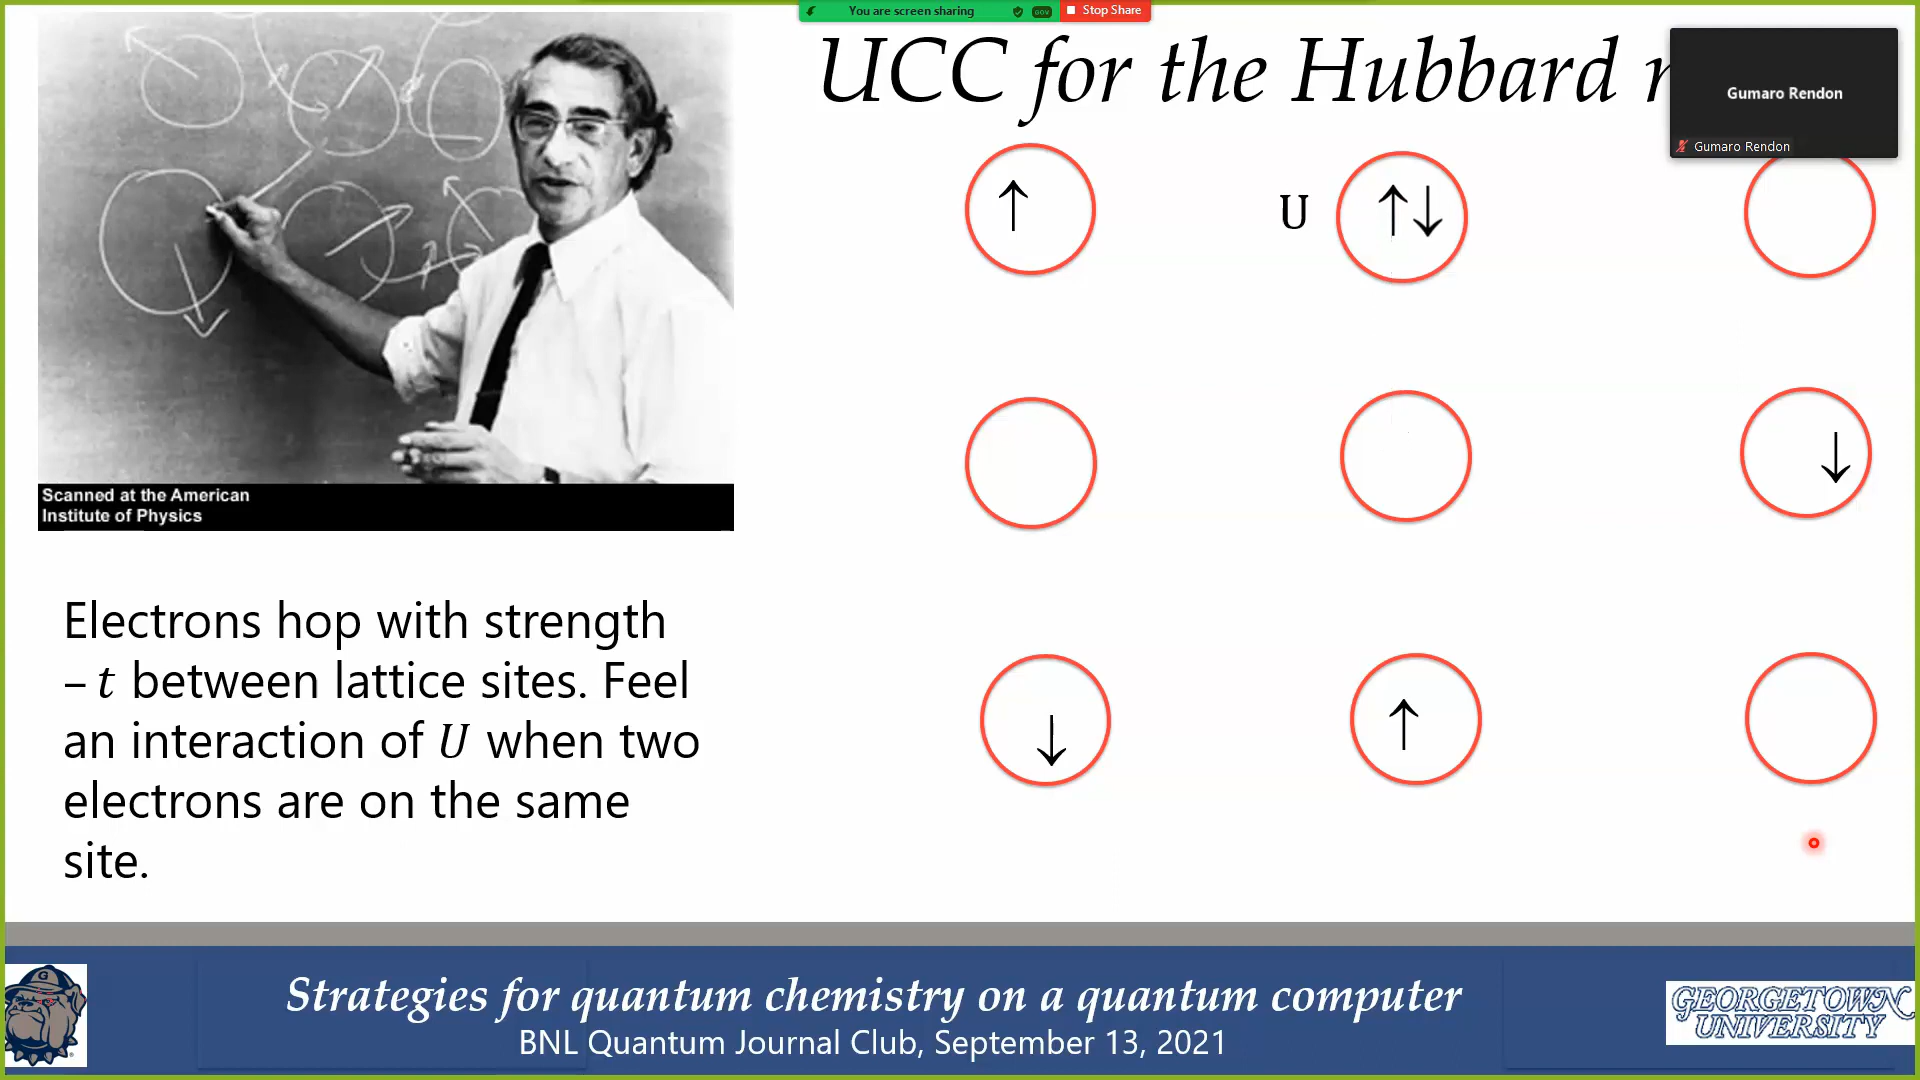 You are screen sharing
GOV
Stop Share
UCC for the Hubbard
Gumaro Rendon
Gumaro Rendon
↑
U
↑↓
↓
↓
↑
Scanned at the American
Institute of Physics
Electrons hop with strength
– t between lattice sites. Feel
an interaction of U when two
electrons are on the same
site.
Strategies for quantum chemistry on a quantum computer
BNL Quantum Journal Club, September 13, 2021
G
GEORGETOWN
UNIVERSITY